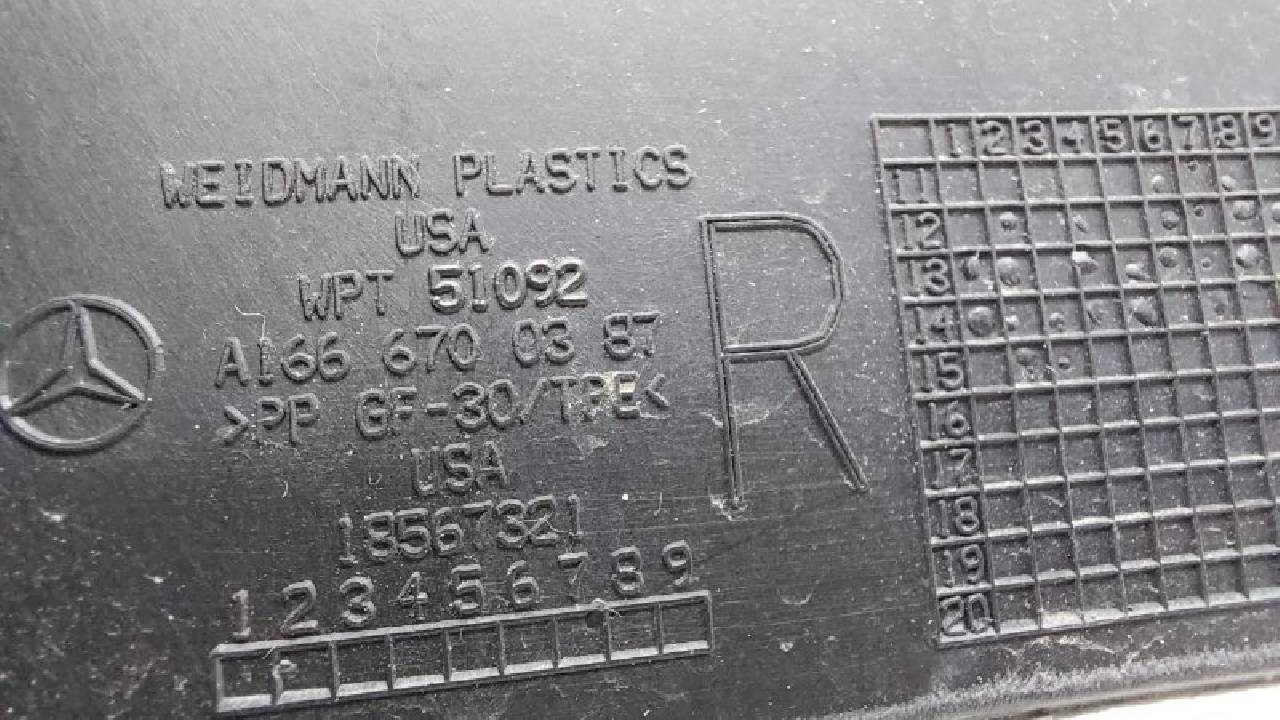 WEIDMANN PLASTICS
USA
WPT 51092
A166 670 03 87
>PP GF-30/TPE<
USA
18567321
1 2 3 4 5 6 7 8 9
R
1 2 3 4 5 6 7 8 9
11
12
13
14
15
16
17
18
19
20